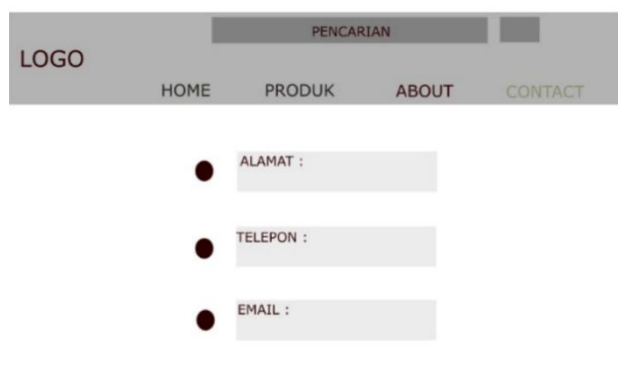 PENCARIAN
LOGO
HOME PRODUK ABOUT CONTACT
ALAMAT :
TELEPON :
EMAIL :